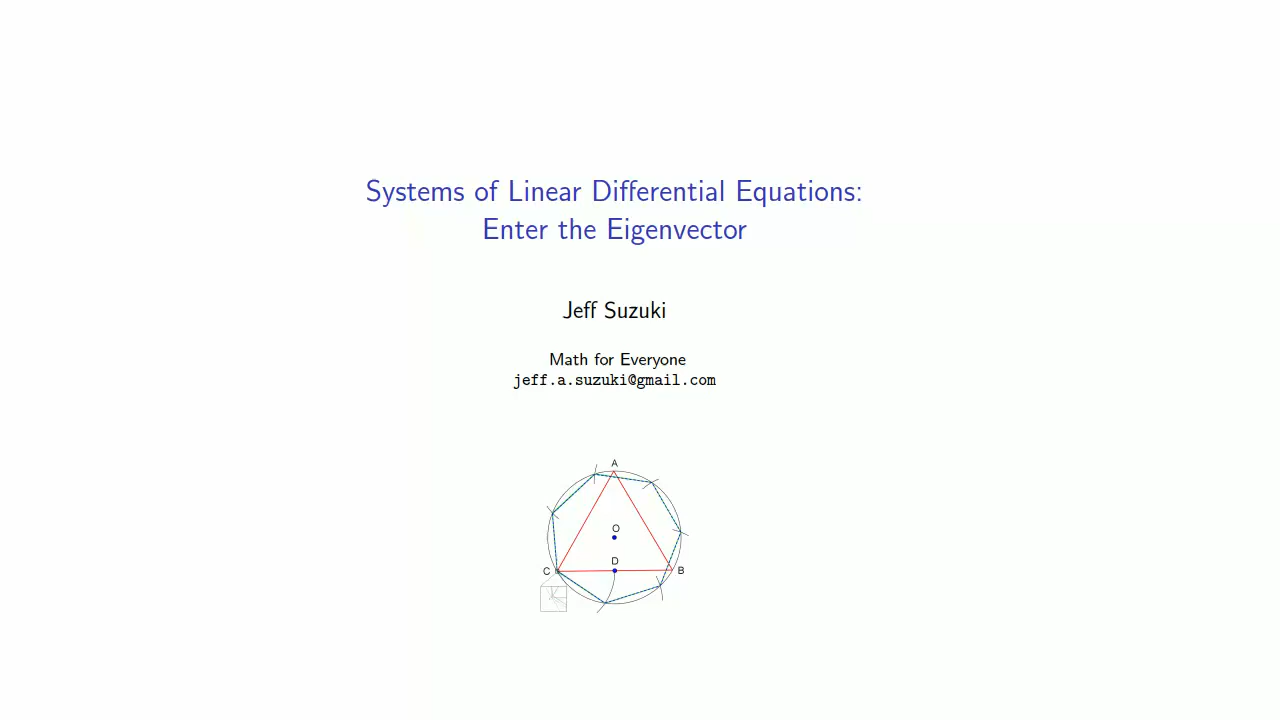 Systems of Linear Differential Equations:
Enter the Eigenvector
Jeff Suzuki
Math for Everyone
jeff.a.suzuki@gmail.com
A
O
D
C
B